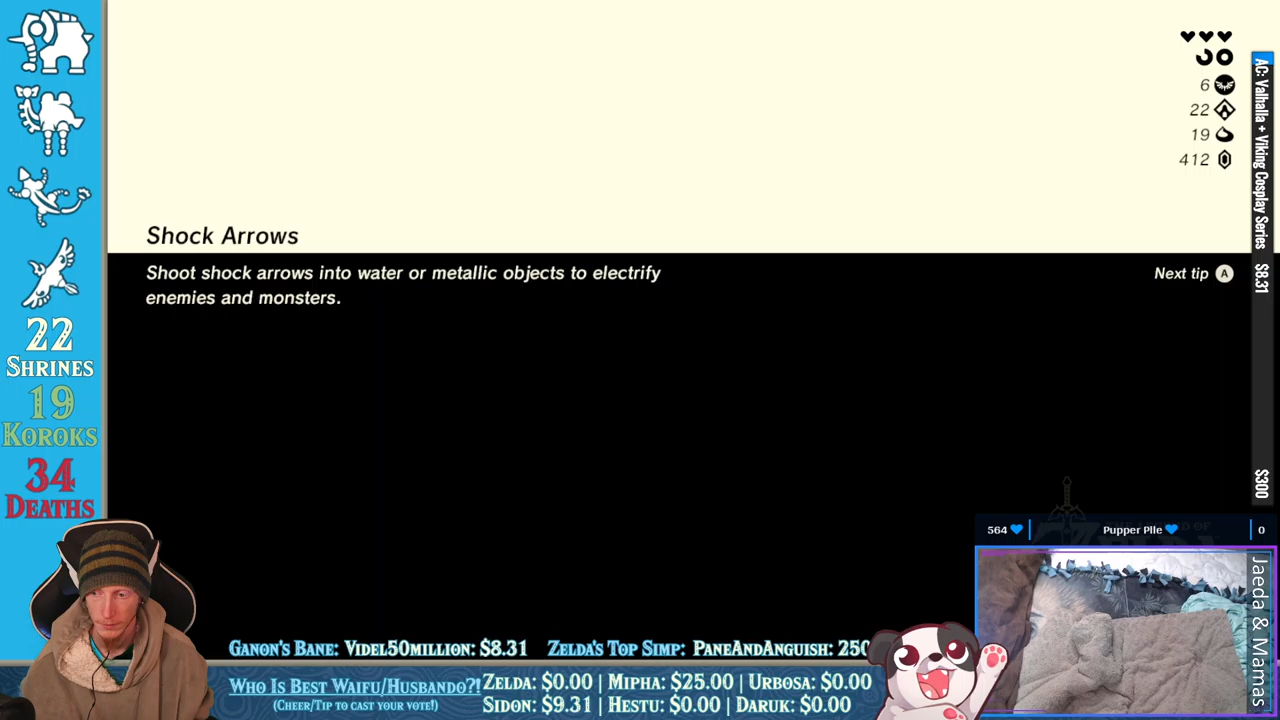 6
22
19
412
Shock Arrows
Shoot shock arrows into water or metallic objects to electrify
enemies and monsters.
Next tip A
AC: Valhalla + Viking Cosplay Series $8.31
$300
22
SHRINES
19
KOROKS
34
DEATHS
564
Pupper Pile
0
Jaeda & Mamas
GANON'S BANE: VIDEL50MILLION: $8.31 ZELDA'S TOP SIMP: PANEANDANGUISH: 250
WHO IS BEST WAIFU/HUSBANDO?!
(CHEER/TIP TO CAST YOUR VOTE!)
ZELDA: $0.00 | MIPHA: $25.00 | URBOSA: $0.00
SIDON: $9.31 | HESTU: $0.00 | DARUK: $0.00